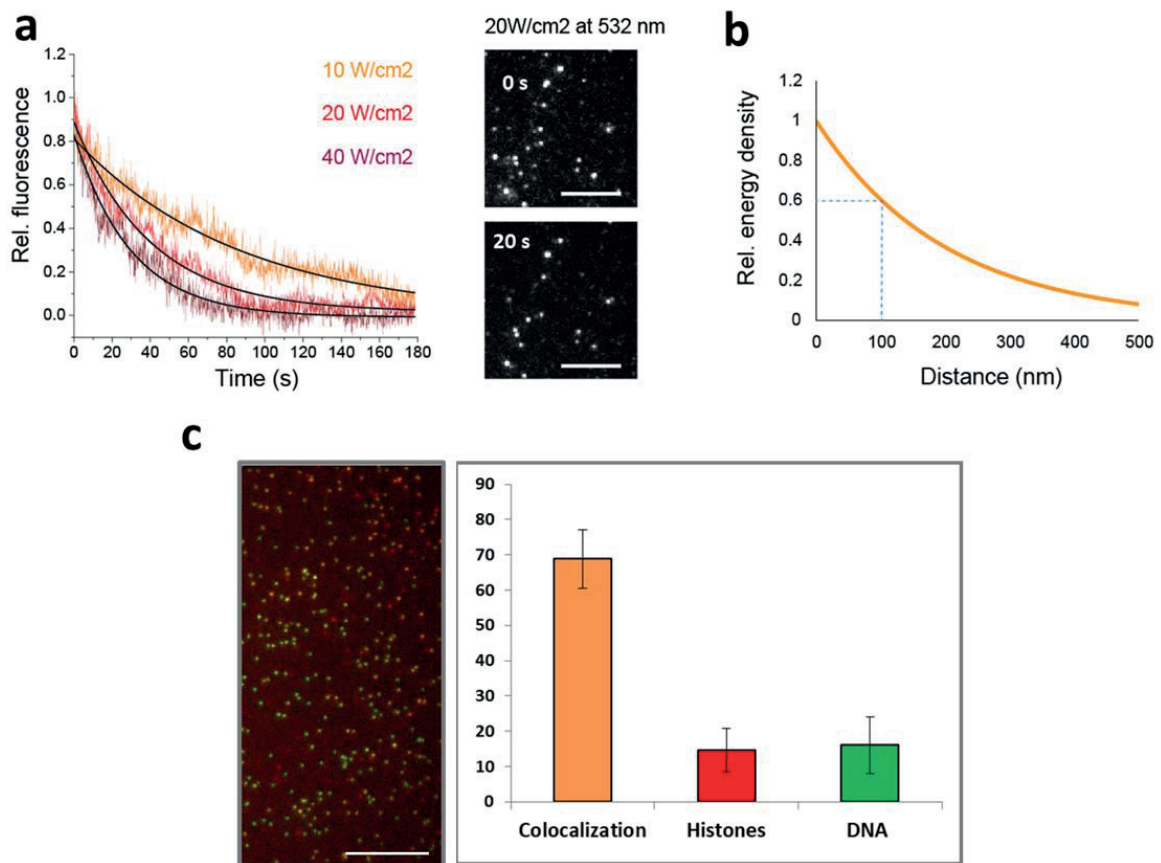 a
Rel. fluorescence
1.2
1.0
0.8
0.6
0.4
0.2
0.0
0 20 40 60 80 100 120 140 160 180
Time (s)
10 W/cm2
20 W/cm2
40 W/cm2
20W/cm2 at 532 nm
0 s
20 s
b
Rel. energy density
1.2
1
0.8
0.6
0.4
0.2
0
0 100 200 300 400 500
Distance (nm)
c
90
80
70
60
50
40
30
20
10
0
Colocalization Histones DNA